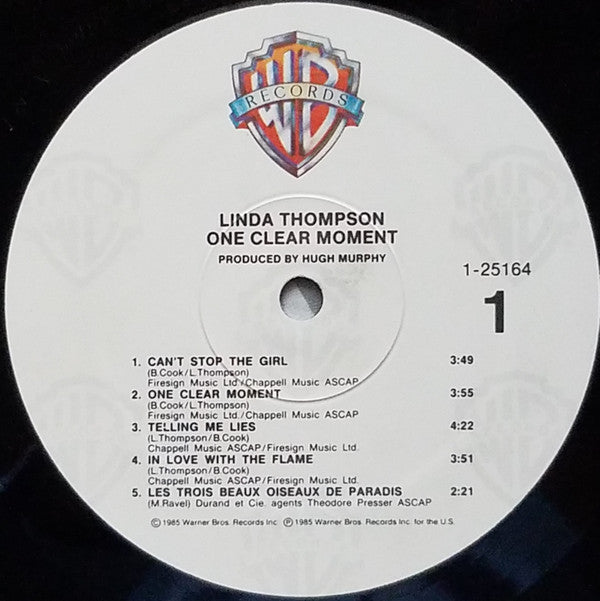 WB
RECORDS
LINDA THOMPSON
ONE CLEAR MOMENT
PRODUCED BY HUGH MURPHY
1-25164
1
1. CAN'T STOP THE GIRL 3:49
(B.Cook/L.Thompson)
Firesign Music Ltd./Chappell Music ASCAP
2. ONE CLEAR MOMENT 3:55
(B.Cook/L.Thompson)
Firesign Music Ltd./Chappell Music ASCAP
3. TELLING ME LIES 4:22
(L.Thompson/B.Cook)
Chappell Music ASCAP/Firesign Music Ltd.
4. IN LOVE WITH THE FLAME 3:51
(L.Thompson/B.Cook)
Chappell Music ASCAP/Firesign Music Ltd.
5. LES TROIS BEAUX OISEAUX DE PARADIS 2:21
(M.Ravel) Durand et Cie. agents Theodore Presser ASCAP
©1985 Warner Bros. Records Inc. ℗1985 Warner Bros. Records Inc. for the U.S.